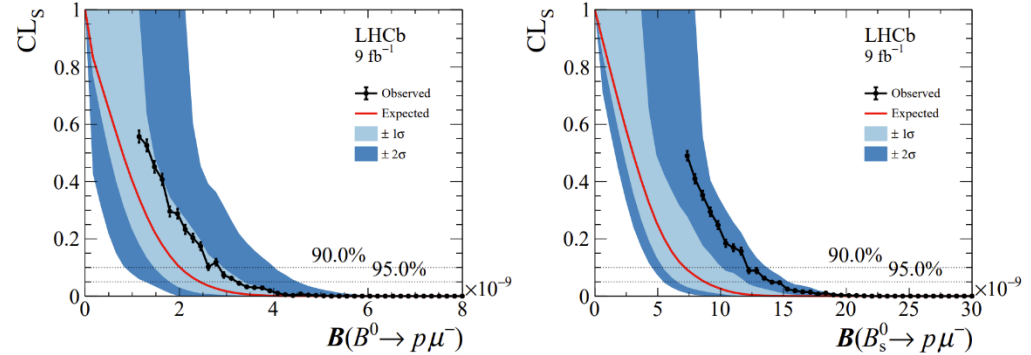 CL_S
1
0.8
0.6
0.4
0.2
0
LHCb
9 fb⁻¹
Observed
Expected
± 1σ
± 2σ
90.0%
95.0%
0 2 4 6 8
×10⁻⁹
B(B⁰ → pμ⁻)
CL_S
1
0.8
0.6
0.4
0.2
0
LHCb
9 fb⁻¹
Observed
Expected
± 1σ
± 2σ
90.0%
95.0%
0 5 10 15 20 25 30
×10⁻⁹
B(B_s⁰ → pμ⁻)